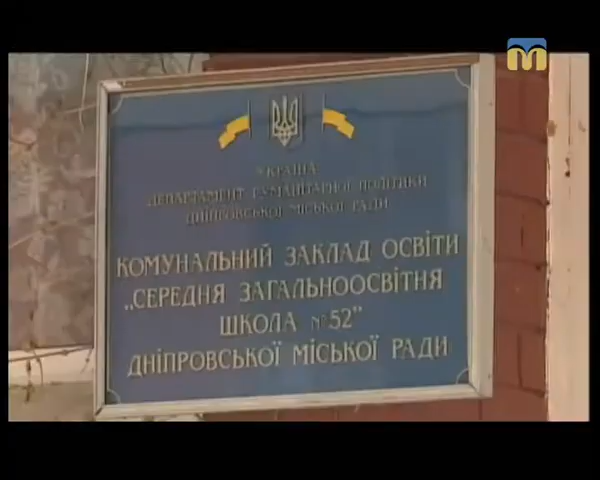 УКРАЇНА
ДЕПАРТАМЕНТ ГУМАНІТАРНОЇ ПОЛІТИКИ
ДНІПРОВСЬКОЇ МІСЬКОЇ РАДИ
КОМУНАЛЬНИЙ ЗАКЛАД ОСВІТИ
„СЕРЕДНЯ ЗАГАЛЬНООСВІТНЯ
ШКОЛА №52”
ДНІПРОВСЬКОЇ МІСЬКОЇ РАДИ